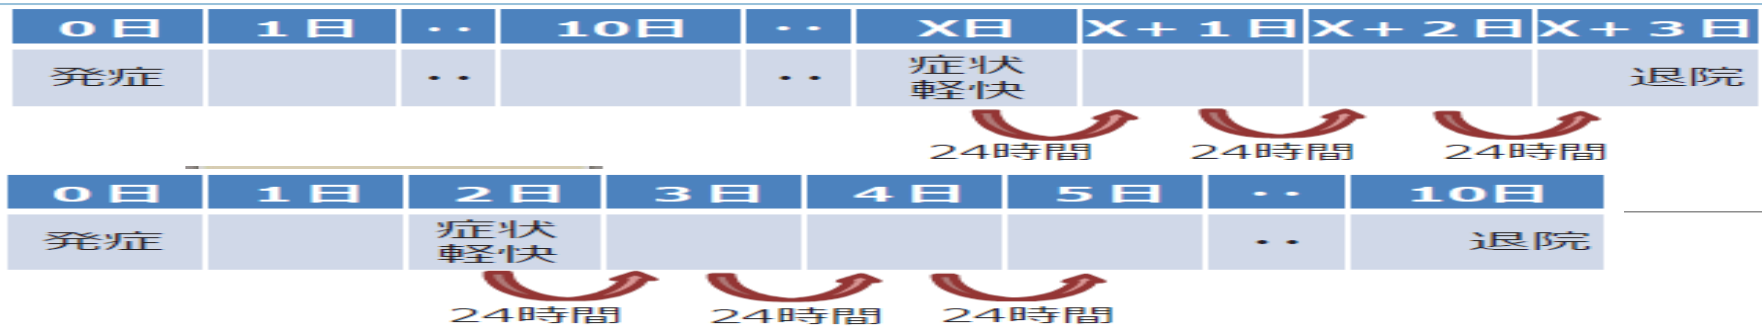 0日 1日 ・・ 10日 ・・ X日 X+1日 X+2日 X+3日
発症 ・・ ・・ 症状 退院
軽快
24時間 24時間 24時間
0日 1日 2日 3日 4日 5日 ・・ 10日
発症 症状 ・・ 退院
軽快
24時間 24時間 24時間